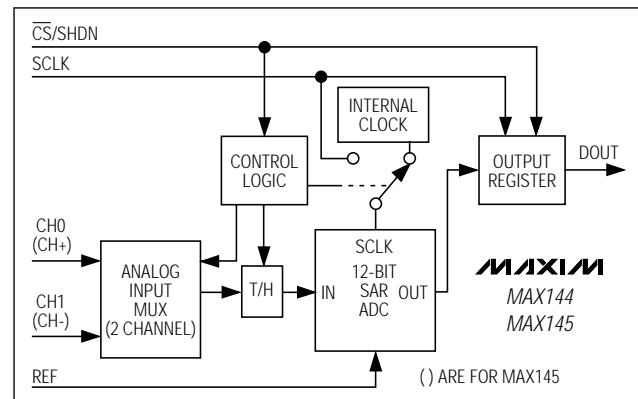 CS/SHDN
SCLK
INTERNAL
CLOCK
CONTROL
LOGIC
OUTPUT
REGISTER
DOUT
CH0
(CH+)
CH1
(CH-)
ANALOG
INPUT
MUX
(2 CHANNEL)
T/H
SCLK
12-BIT
IN SAR OUT
ADC
MAXIM
MAX144
MAX145
REF
( ) ARE FOR MAX145